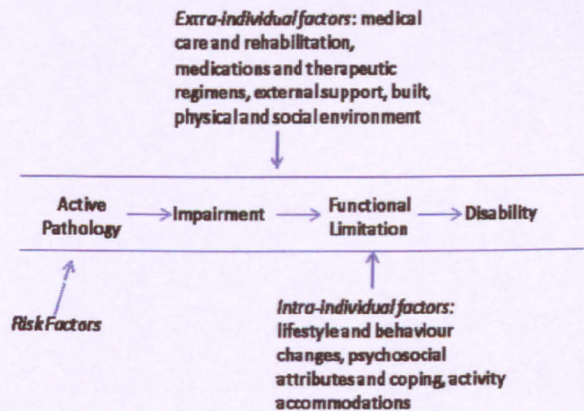 Extra-individual factors: medical
care and rehabilitation,
medications and therapeutic
regimens, external support, built,
physical and social environment
Active
Pathology
Impairment
Functional
Limitation
Disability
Risk Factors
Intra-individual factors:
lifestyle and behaviour
changes, psychosocial
attributes and coping, activity
accommodations